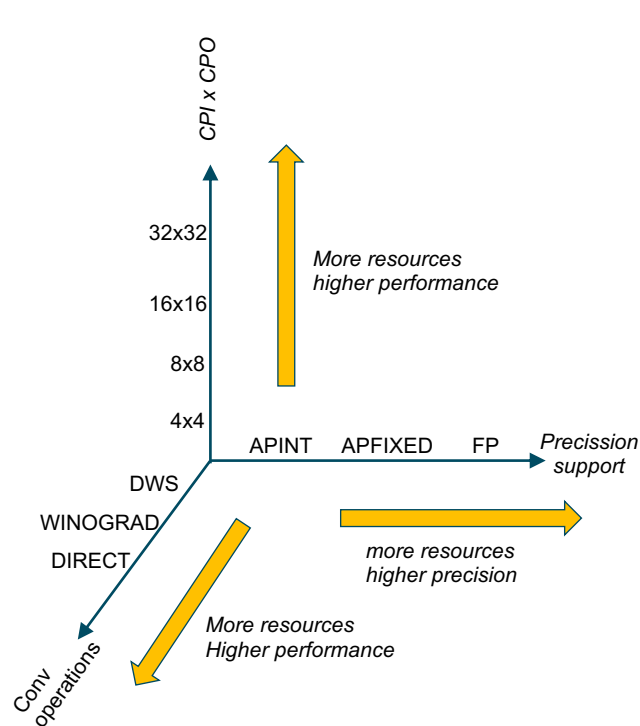 CPI x CPO
32x32
More resources
higher performance
16x16
8x8
4x4
APINT
APFIXED
FP
Precission
support
DWS
WINOGRAD
DIRECT
more resources
higher precision
More resources
Higher performance
Conv
operations